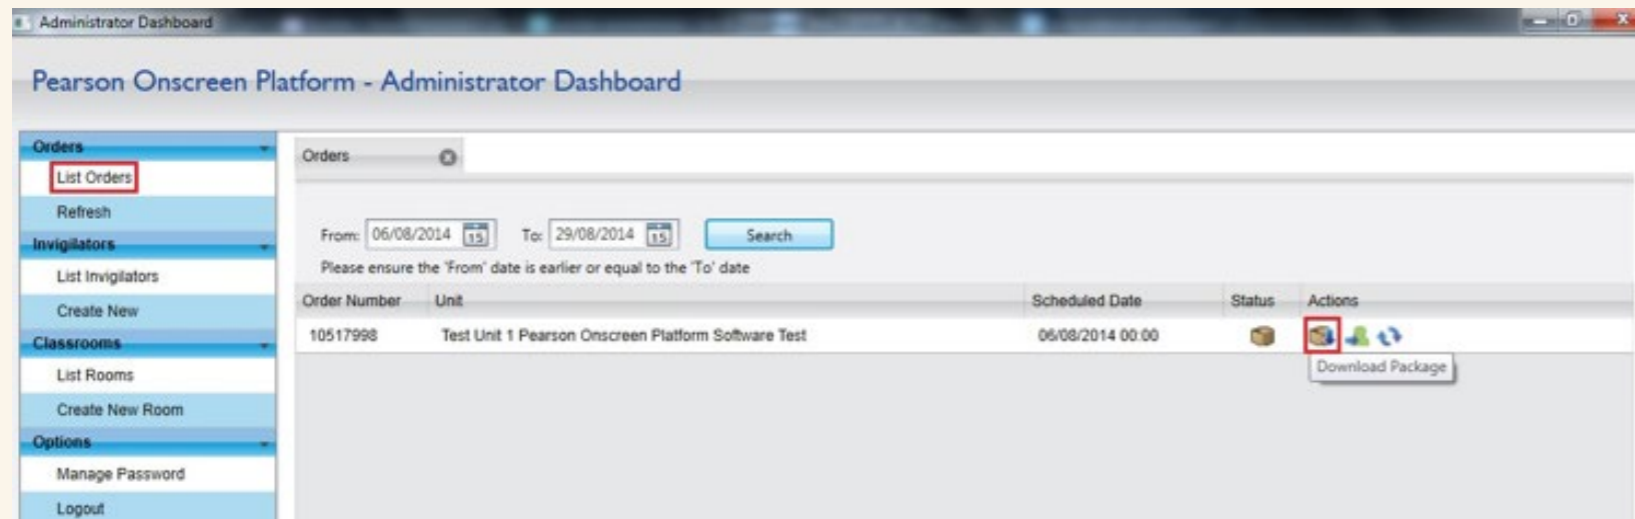 Administrator Dashboard
Pearson Onscreen Platform - Administrator Dashboard
Orders
List Orders
Refresh
Invigilators
List Invigilators
Create New
Classrooms
List Rooms
Create New Room
Options
Manage Password
Logout
Orders
From: 06/08/2014 15 To: 29/08/2014 15 Search
Please ensure the 'From' date is earlier or equal to the 'To' date
Order Number Unit Scheduled Date Status Actions
10517998 Test Unit 1 Pearson Onscreen Platform Software Test 06/08/2014 00:00
Download Package